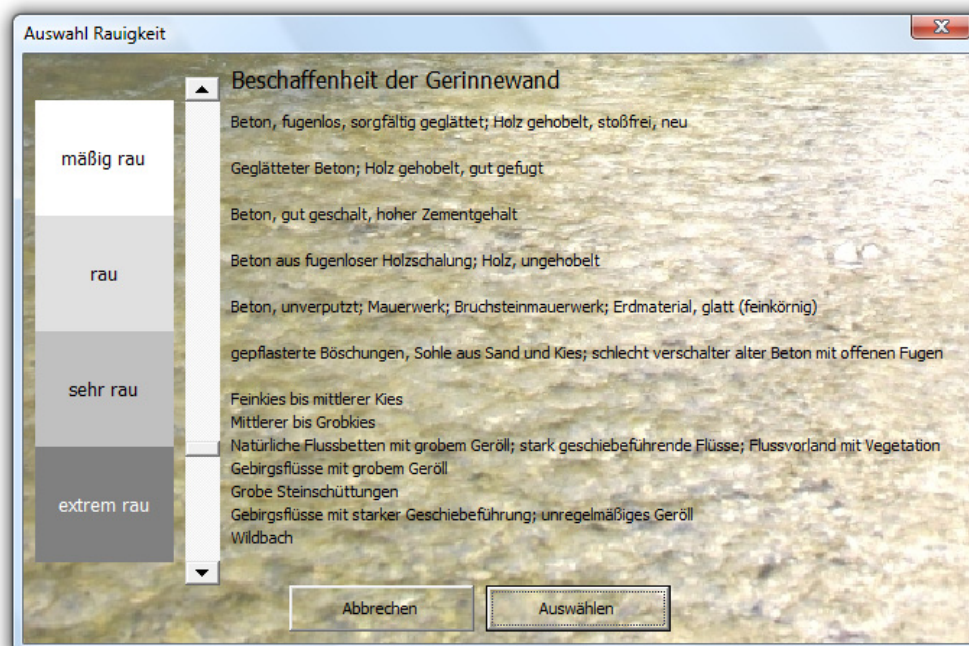 Auswahl Rauigkeit
Beschaffenheit der Gerinnewand
mäßig rau
rau
sehr rau
extrem rau
Beton, fugenlos, sorgfältig geglättet; Holz gehobelt, stoßfrei, neu
Geglätteter Beton; Holz gehobelt, gut gefugt
Beton, gut geschalt, hoher Zementgehalt
Beton aus fugenloser Holzschalung; Holz, ungehobelt
Beton, unverputzt; Mauerwerk; Bruchsteinmauerwerk; Erdmaterial, glatt (feinkörnig)
gepflasterte Böschungen, Sohle aus Sand und Kies; schlecht verschalter alter Beton mit offenen Fugen
Feinkies bis mittlerer Kies
Mittlerer bis Grobkies
Natürliche Flussbetten mit grobem Geröll; stark geschiebeführende Flüsse; Flussvorland mit Vegetation
Gebirgsflüsse mit grobem Geröll
Grobe Steinschüttungen
Gebirgsflüsse mit starker Geschiebeführung; unregelmäßiges Geröll
Wildbach
Abbrechen
Auswählen